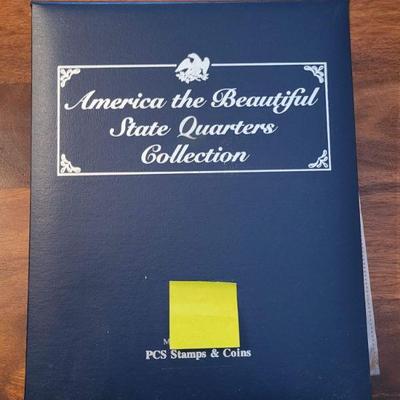 America the Beautiful
State Quarters
Collection
PCS Stamps & Coins